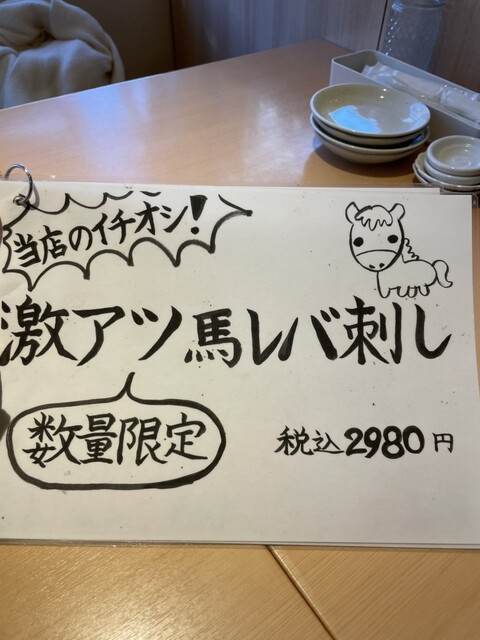 当店のイチオシ!
激アツ馬レバ刺し
数量限定
税込2980円